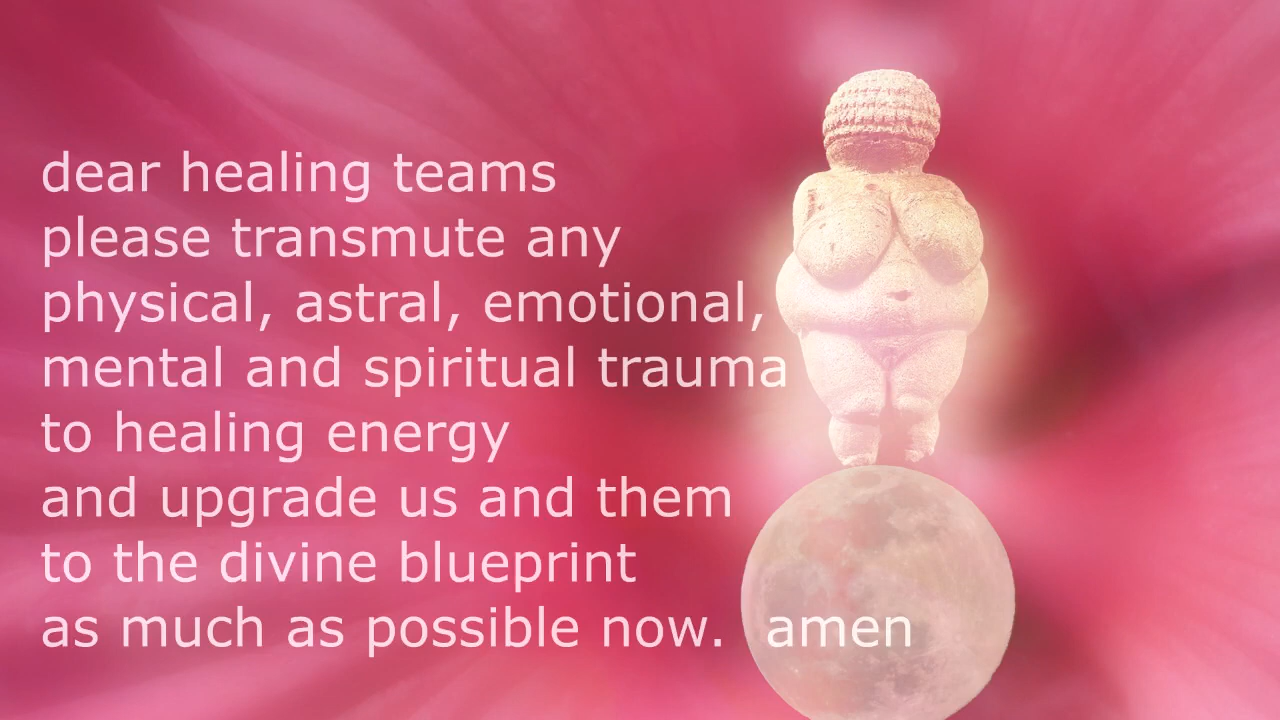 dear healing teams
please transmute any
physical, astral, emotional,
mental and spiritual trauma
to healing energy
and upgrade us and them
to the divine blueprint
as much as possible now. amen